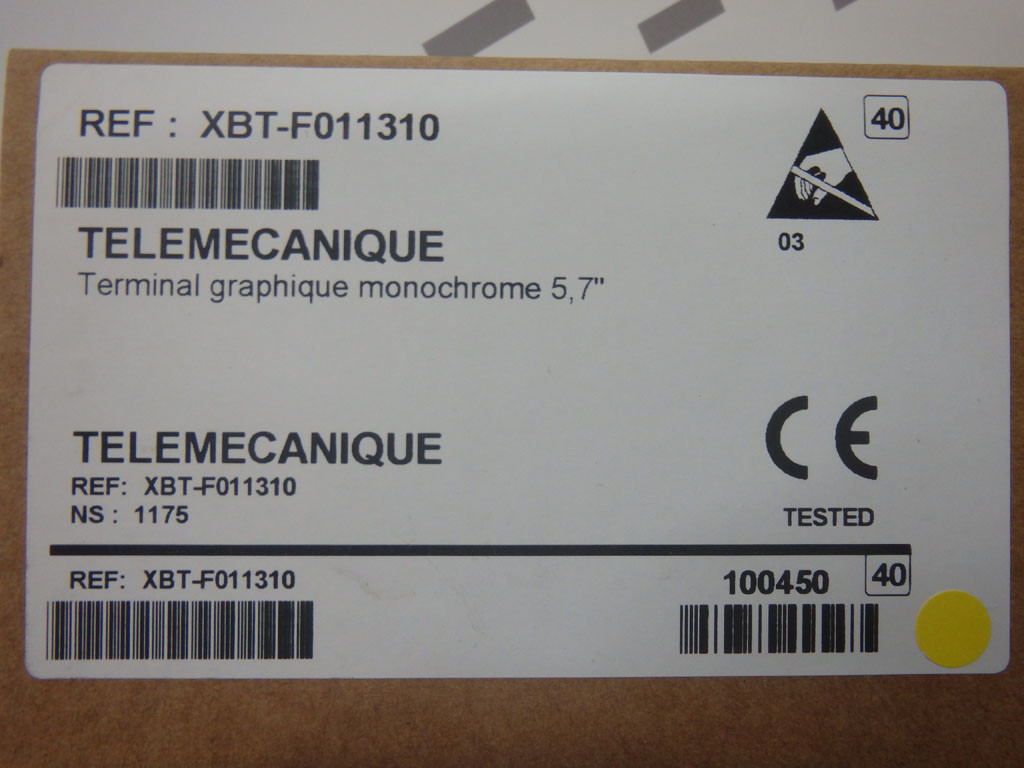 REF : XBT-F011310
40
03
TELEMECANIQUE
Terminal graphique monochrome 5,7"
TELEMECANIQUE
REF: XBT-F011310
NS : 1175
CE
TESTED
REF: XBT-F011310
100450
40